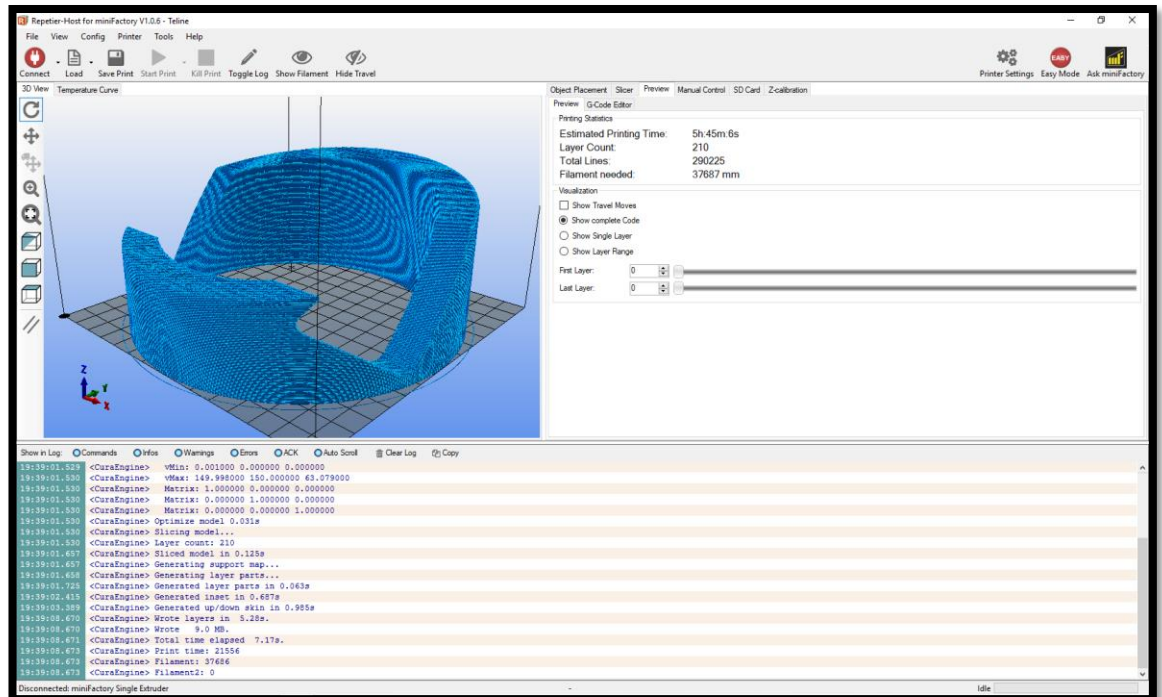 Repetier-Host for miniFactory V1.0.6 - Teline
File View Config Printer Tools Help
Connect Load Save Print Start Print Kill Print Toggle Log Show Filament Hide Travel Printer Settings Easy Mode Ask miniFactory
EASY
3D View Temperature Curve
Object Placement Slicer Preview Manual Control SD Card Z-calibration
Preview G-Code Editor
Printing Statistics
Estimated Printing Time: 5h:45m:6s
Layer Count: 210
Total Lines: 290225
Filament needed: 37687 mm
Visualization
Show Travel Moves
Show complete Code
Show Single Layer
Show Layer Range
First Layer: 0
Last Layer: 0
Z
Y
X
Show in Log: Commands Infos Warnings Errors ACK Auto Scroll Clear Log Copy
19:39:01.529 <CuraEngine> vMin: 0.001000 0.000000 0.000000
19:39:01.530 <CuraEngine> vMax: 149.998000 150.000000 63.079000
19:39:01.530 <CuraEngine> Matrix: 1.000000 0.000000 0.000000
19:39:01.530 <CuraEngine> Matrix: 0.000000 1.000000 0.000000
19:39:01.530 <CuraEngine> Matrix: 0.000000 0.000000 1.000000
19:39:01.530 <CuraEngine> Optimize model 0.031s
19:39:01.530 <CuraEngine> Slicing model...
19:39:01.530 <CuraEngine> Layer count: 210
19:39:01.657 <CuraEngine> Sliced model in 0.125s
19:39:01.657 <CuraEngine> Generating support map...
19:39:01.658 <CuraEngine> Generating layer parts...
19:39:01.725 <CuraEngine> Generated layer parts in 0.063s
19:39:02.415 <CuraEngine> Generated inset in 0.687s
19:39:03.389 <CuraEngine> Generated up/down skin in 0.985s
19:39:08.670 <CuraEngine> Wrote layers in 5.28s.
19:39:08.670 <CuraEngine> Wrote 9.0 MB.
19:39:08.671 <CuraEngine> Total time elapsed 7.17s.
19:39:08.673 <CuraEngine> Print time: 21556
19:39:08.673 <CuraEngine> Filament: 37686
19:39:08.673 <CuraEngine> Filament2: 0
Disconnected: miniFactory Single Extruder - Idle